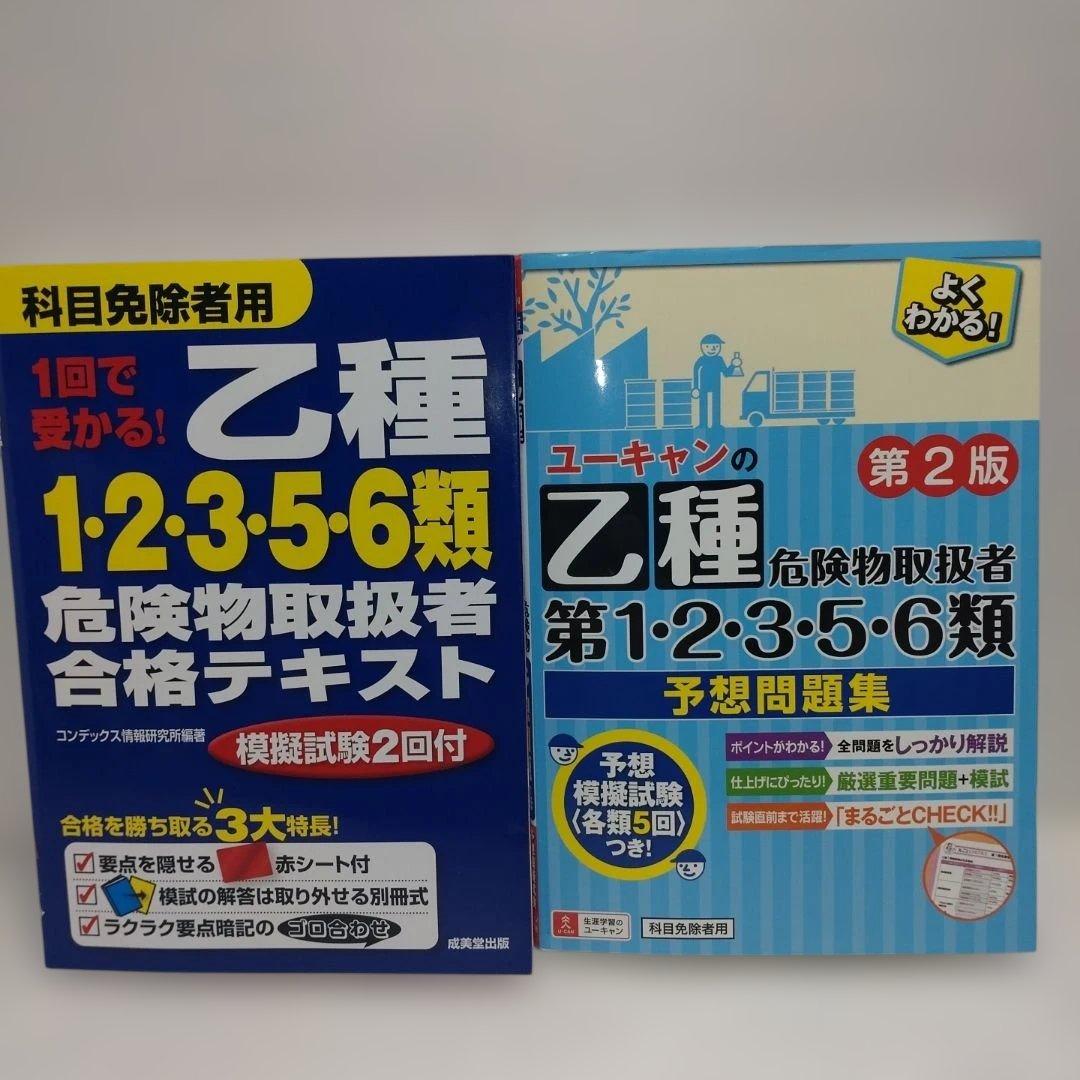 科目免除者用
1回で
受かる!
乙種
1・2・3・5・6類
危険物取扱者
合格テキスト
コンデックス情報研究所編著
模擬試験2回付
合格を勝ち取る3大特長!
要点を隠せる 赤シート付
模試の解答は取り外せる別冊式
ラクラク要点暗記のゴロ合わせ
成美堂出版
よく
わかる!
ユーキャンの
第2版
乙種危険物取扱者
第1・2・3・5・6類
予想問題集
予想
模擬試験
〈各類5回〉
つき!
ポイントがわかる! 全問題をしっかり解説
仕上げにぴったり! 厳選重要問題+模試
試験直前まで活躍! 「まるごとCHECK!!」
U-CAN
生涯学習の
ユーキャン
科目免除者用